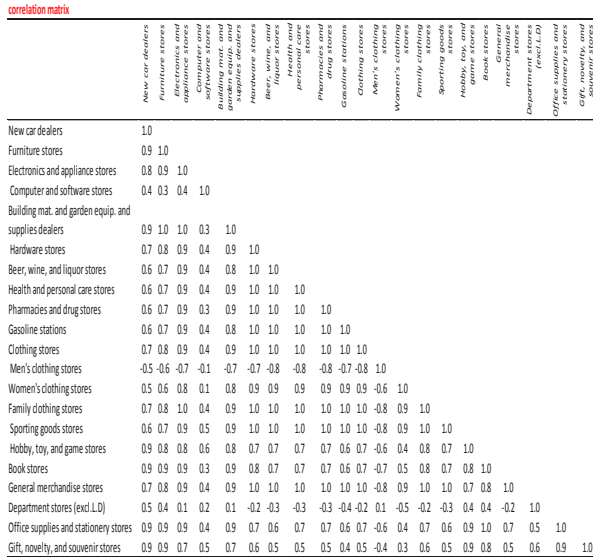 correlation matrix
New car dealers
Furniture stores
Electronics and
appliance stores
Computer and
software stores
Building mat. and
garden equip. and
supplies dealers
Hardware stores
Beer, wine, and
liquor stores
Health and
personal care
stores
Pharmacies and
drug stores
Gasoline stations
Clothing stores
Men's clothing
stores
Women's clothing
stores
Family clothing
stores
Sporting goods
stores
Hobby, toy, and
game stores
Book stores
General
merchandise
stores
Department stores
(excl.L.D)
Office supplies and
stationery stores
Gift, novelty, and
souvenir stores
New car dealers 1.0
Furniture stores 0.9 1.0
Electronics and appliance stores 0.8 0.9 1.0
Computer and software stores 0.4 0.3 0.4 1.0
Building mat. and garden equip. and
supplies dealers 0.9 1.0 1.0 0.3 1.0
Hardware stores 0.7 0.8 0.9 0.4 0.9 1.0
Beer, wine, and liquor stores 0.6 0.7 0.9 0.4 0.8 1.0 1.0
Health and personal care stores 0.6 0.7 0.9 0.4 0.9 1.0 1.0 1.0
Pharmacies and drug stores 0.6 0.7 0.9 0.3 0.9 1.0 1.0 1.0 1.0
Gasoline stations 0.6 0.7 0.9 0.4 0.8 1.0 1.0 1.0 1.0 1.0
Clothing stores 0.7 0.8 0.9 0.4 0.9 1.0 1.0 1.0 1.0 1.0 1.0
Men's clothing stores -0.5 -0.6 -0.7 -0.1 -0.7 -0.7 -0.8 -0.8 -0.8 -0.7 -0.8 1.0
Women's clothing stores 0.5 0.6 0.8 0.1 0.8 0.9 0.9 0.9 0.9 0.9 0.9 -0.6 1.0
Family clothing stores 0.7 0.8 1.0 0.4 0.9 1.0 1.0 1.0 1.0 1.0 1.0 -0.8 0.9 1.0
Sporting goods stores 0.6 0.7 0.9 0.5 0.9 1.0 1.0 1.0 1.0 1.0 1.0 -0.8 0.9 1.0 1.0
Hobby, toy, and game stores 0.9 0.8 0.8 0.6 0.8 0.7 0.7 0.7 0.7 0.6 0.7 -0.6 0.4 0.8 0.7 1.0
Book stores 0.9 0.9 0.9 0.3 0.9 0.8 0.7 0.7 0.7 0.6 0.7 -0.7 0.5 0.8 0.7 0.8 1.0
General merchandise stores 0.7 0.8 0.9 0.4 0.9 1.0 1.0 1.0 1.0 1.0 1.0 -0.8 0.9 1.0 1.0 0.7 0.8 1.0
Department stores (excl.L.D) 0.5 0.4 0.1 0.2 0.1 -0.2 -0.3 -0.3 -0.3 -0.4 -0.2 0.1 -0.5 -0.2 -0.3 0.4 0.4 -0.2 1.0
Office supplies and stationery stores 0.9 0.9 0.9 0.4 0.9 0.7 0.6 0.7 0.7 0.6 0.7 -0.6 0.4 0.7 0.6 0.9 1.0 0.7 0.5 1.0
Gift, novelty, and souvenir stores 0.9 0.9 0.7 0.5 0.7 0.6 0.5 0.5 0.5 0.4 0.5 -0.4 0.3 0.6 0.5 0.9 0.8 0.5 0.6 0.9 1.0